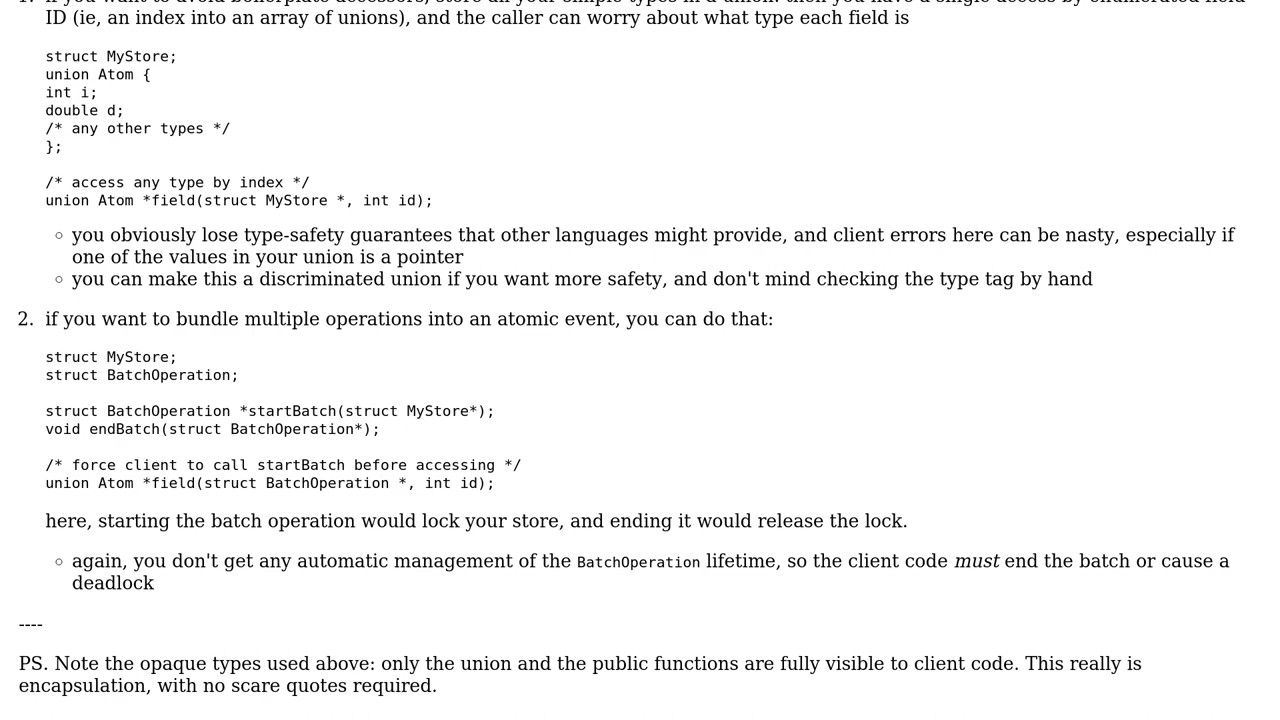 ID (ie, an index into an array of unions), and the caller can worry about what type each field is
struct MyStore;
union Atom {
int i;
double d;
/* any other types */
};
/* access any type by index */
union Atom *field(struct MyStore *, int id);
◦ you obviously lose type-safety guarantees that other languages might provide, and client errors here can be nasty, especially if
one of the values in your union is a pointer
◦ you can make this a discriminated union if you want more safety, and don't mind checking the type tag by hand
2. if you want to bundle multiple operations into an atomic event, you can do that:
struct MyStore;
struct BatchOperation;
struct BatchOperation *startBatch(struct MyStore*);
void endBatch(struct BatchOperation*);
/* force client to call startBatch before accessing */
union Atom *field(struct BatchOperation *, int id);
here, starting the batch operation would lock your store, and ending it would release the lock.
◦ again, you don't get any automatic management of the BatchOperation lifetime, so the client code must end the batch or cause a
deadlock
----
PS. Note the opaque types used above: only the union and the public functions are fully visible to client code. This really is
encapsulation, with no scare quotes required.